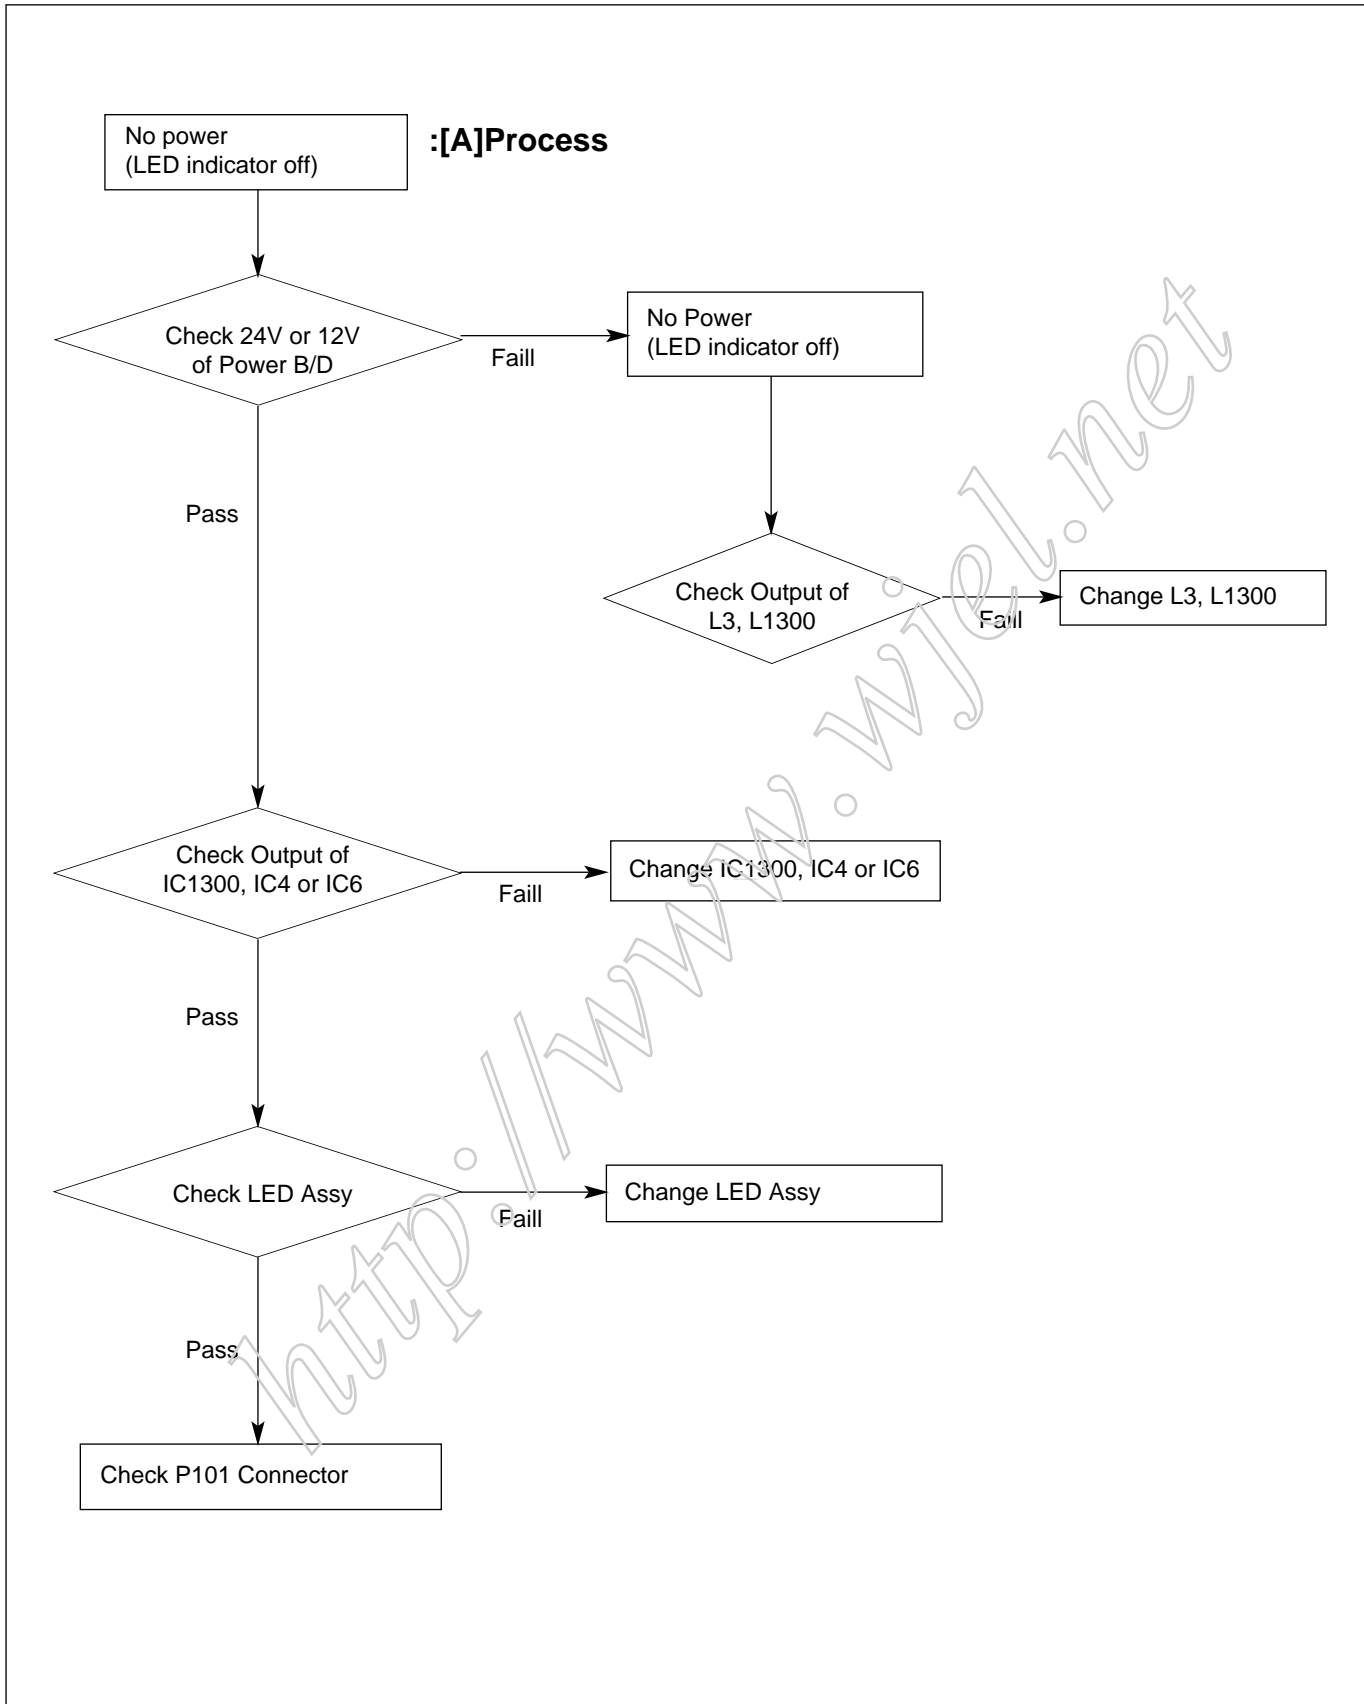 No power
(LED indicator off)
:[A]Process
Check 24V or 12V
of Power B/D
Faill
No Power
(LED indicator off)
Pass
Check Output of
L3, L1300
Faill
Change L3, L1300
Check Output of
IC1300, IC4 or IC6
Faill
Change IC1300, IC4 or IC6
Pass
Check LED Assy
Faill
Change LED Assy
Pass
Check P101 Connector
http://www.wjel.net